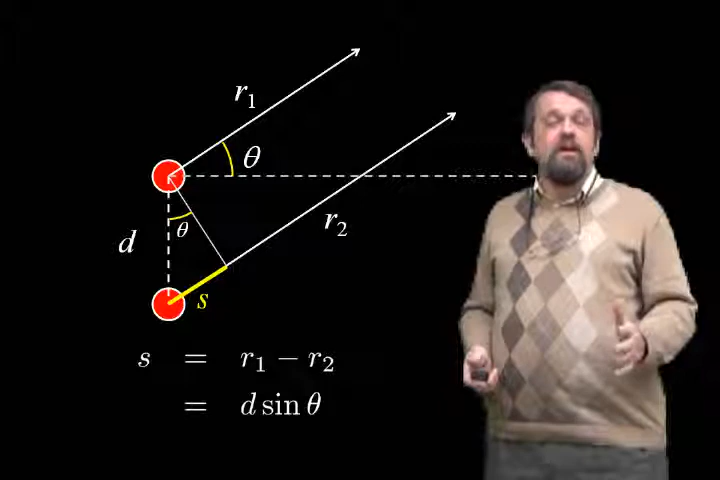 r₁
θ
d
θ
r₂
s
s = r₁ − r₂
= d sin θ